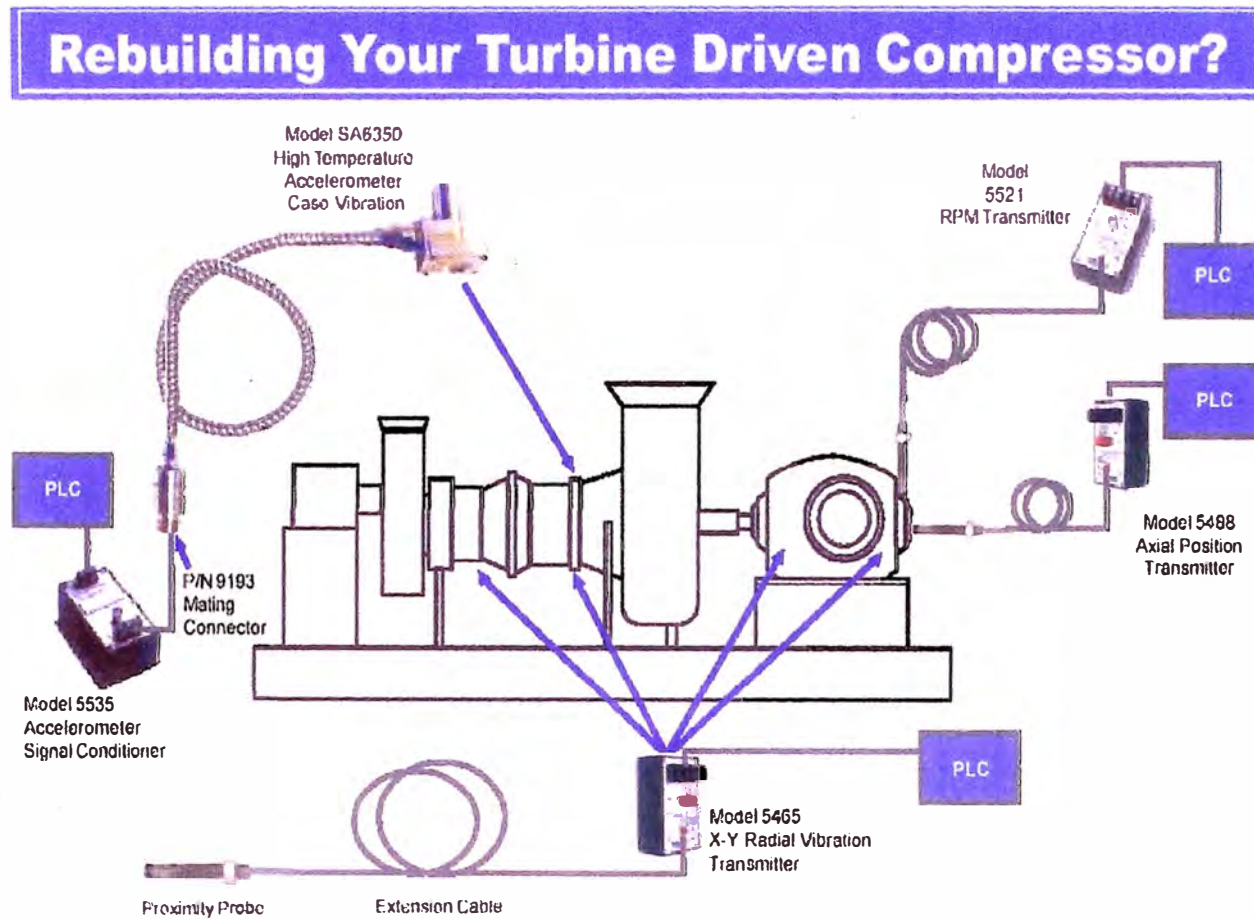 Rebuilding Your Turbine Driven Compressor?
Model SA6350
High Temperature
Accelerometer
Case Vibration
Model
5521
RPM Transmitter
PLC
PLC
Model 5488
Axial Position
Transmitter
PLC
P/N 9193
Mating
Connector
Model 5535
Accelerometer
Signal Conditioner
PLC
Model 5465
X-Y Radial Vibration
Transmitter
Proximity Probe
Extension Cable